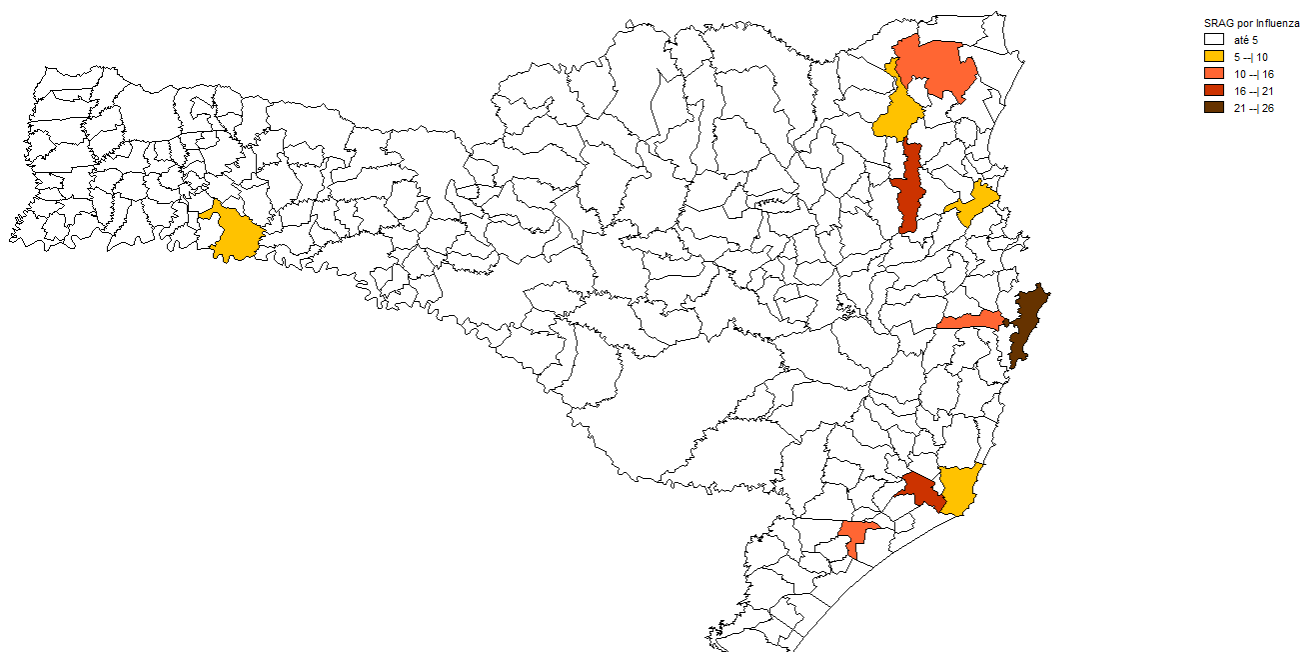 SRAG por Influenza
até 5
5 --| 10
10 --| 16
16 --| 21
21 --| 26